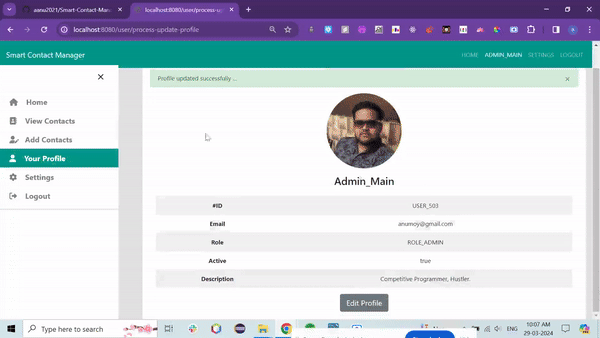 aanu2021/Smart-Contact-Man
localhost:8080/user/process-up
localhost:8080/user/process-update-profile
Smart Contact Manager
HOME ADMIN_MAIN SETTINGS LOGOUT
Profile updated successfully ...
Home
View Contacts
Add Contacts
Your Profile
Settings
Logout
Admin_Main
#ID USER_503
Email anumoy@gmail.com
Role ROLE_ADMIN
Active true
Description Competitive Programmer, Hustler.
Edit Profile
Type here to search
ENG
10:07 AM
29-03-2024